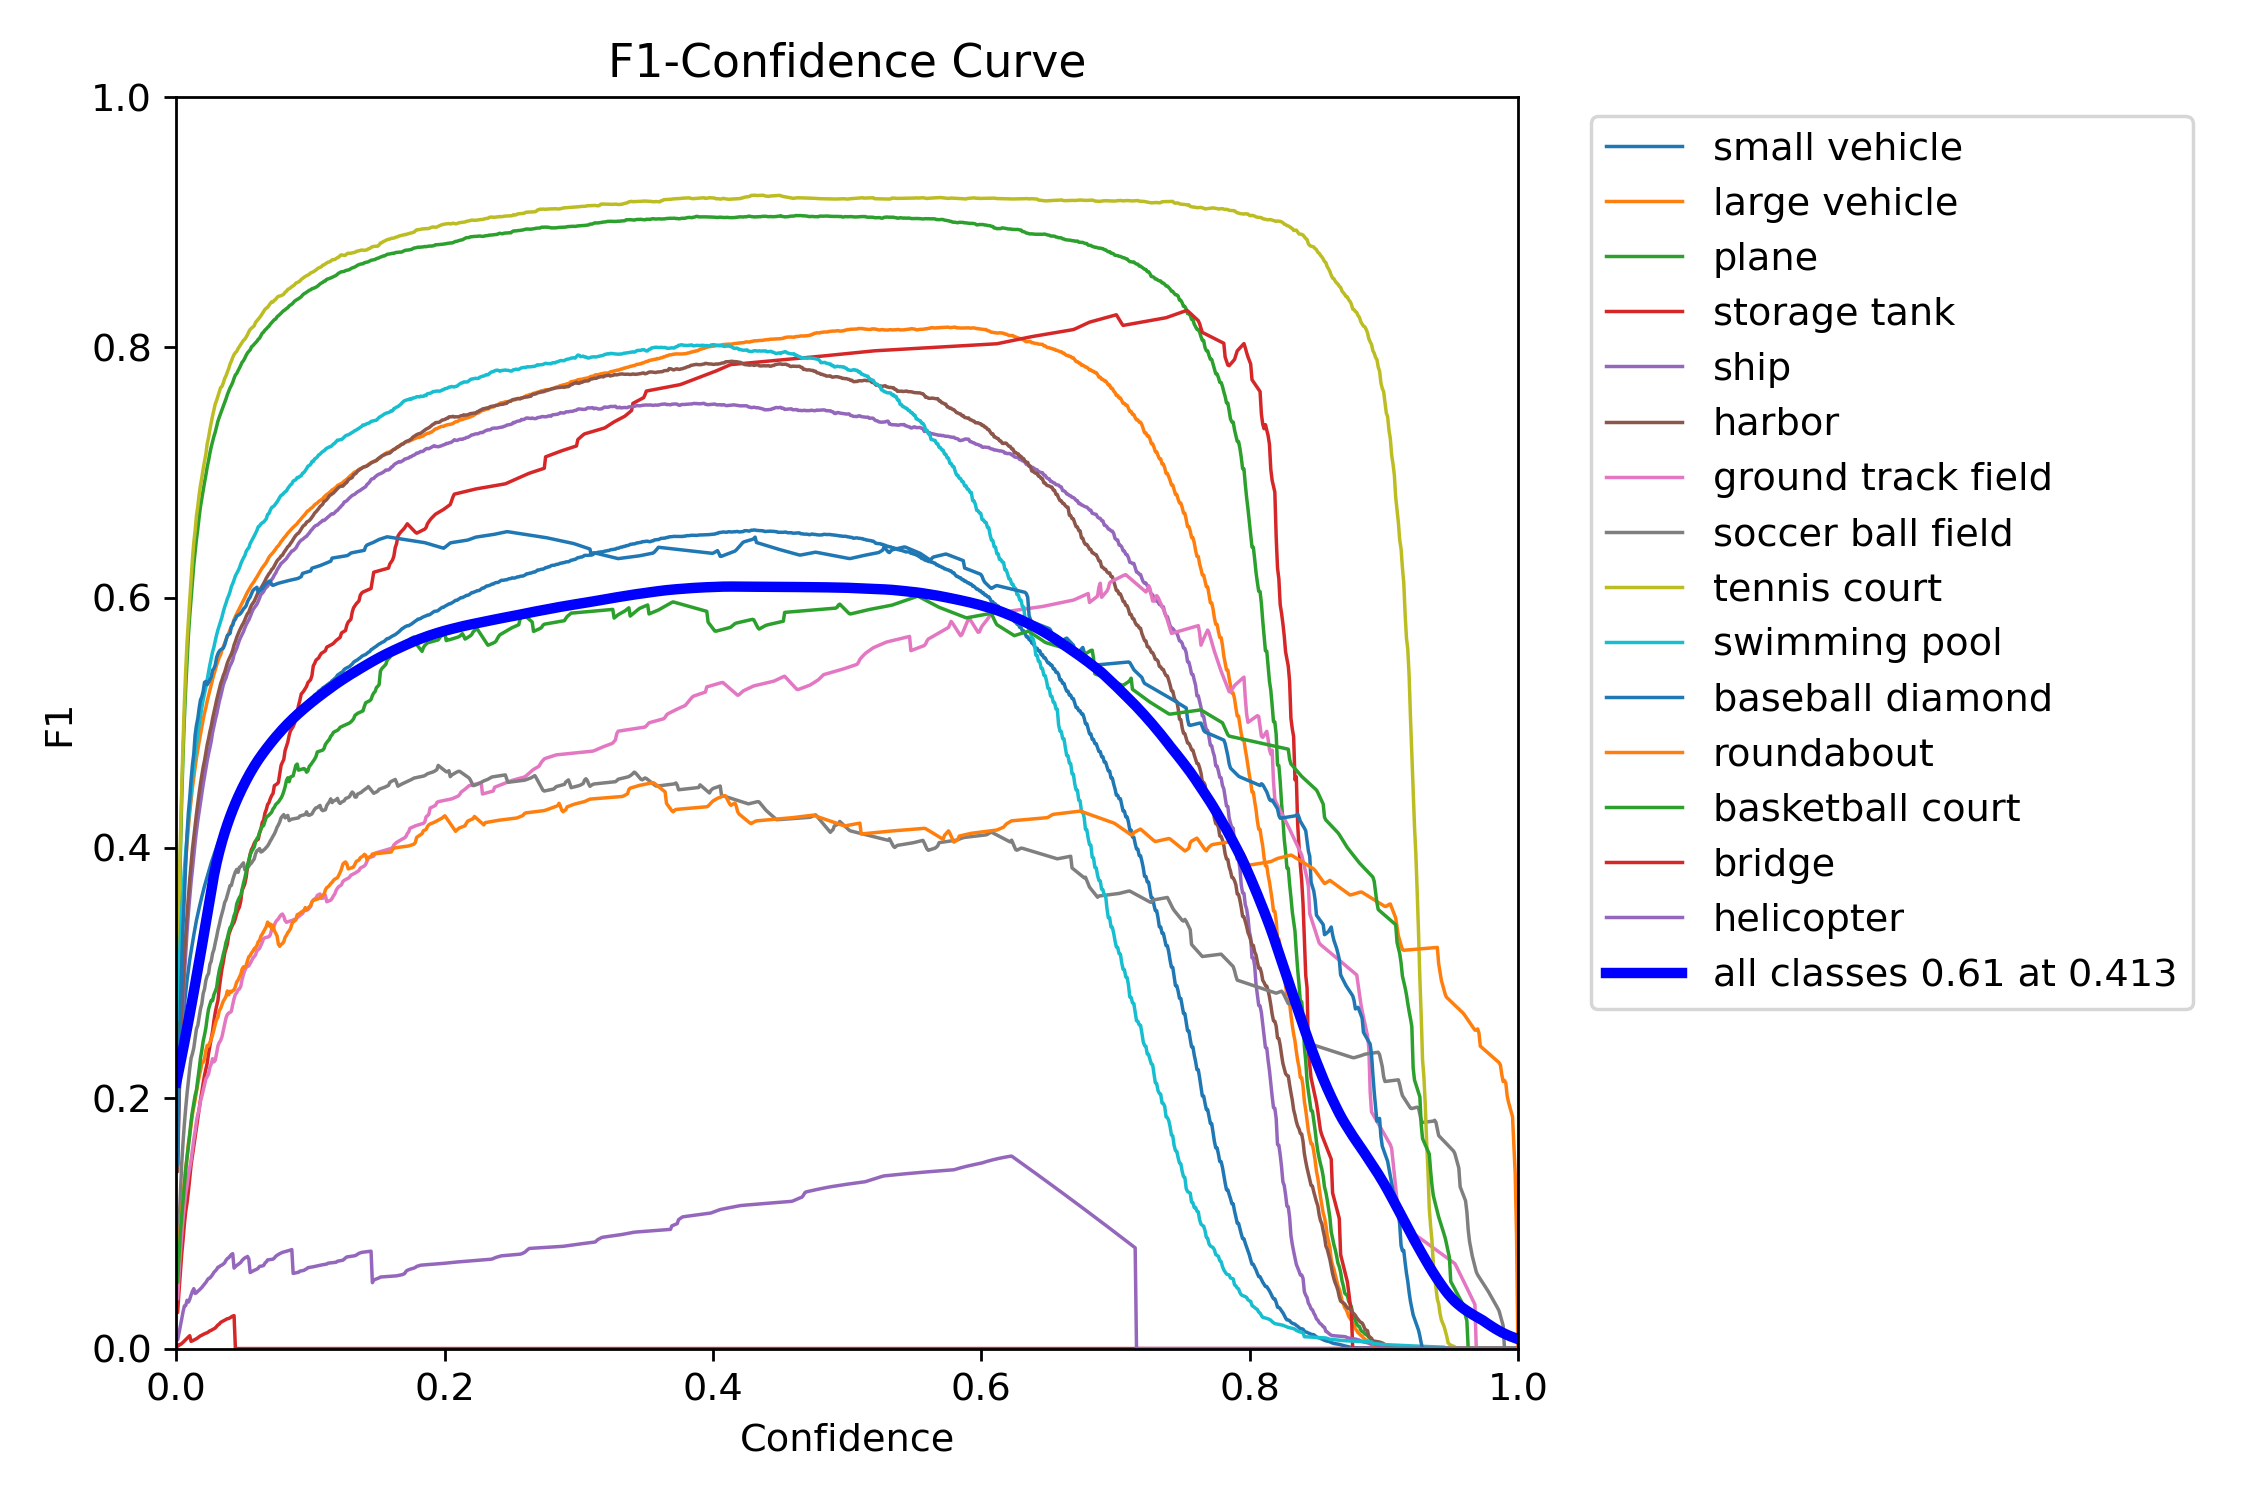 F1-Confidence Curve
1.0
0.8
0.6
0.4
0.2
0.0
F1
0.0 0.2 0.4 0.6 0.8 1.0
Confidence
small vehicle
large vehicle
plane
storage tank
ship
harbor
ground track field
soccer ball field
tennis court
swimming pool
baseball diamond
roundabout
basketball court
bridge
helicopter
all classes 0.61 at 0.413